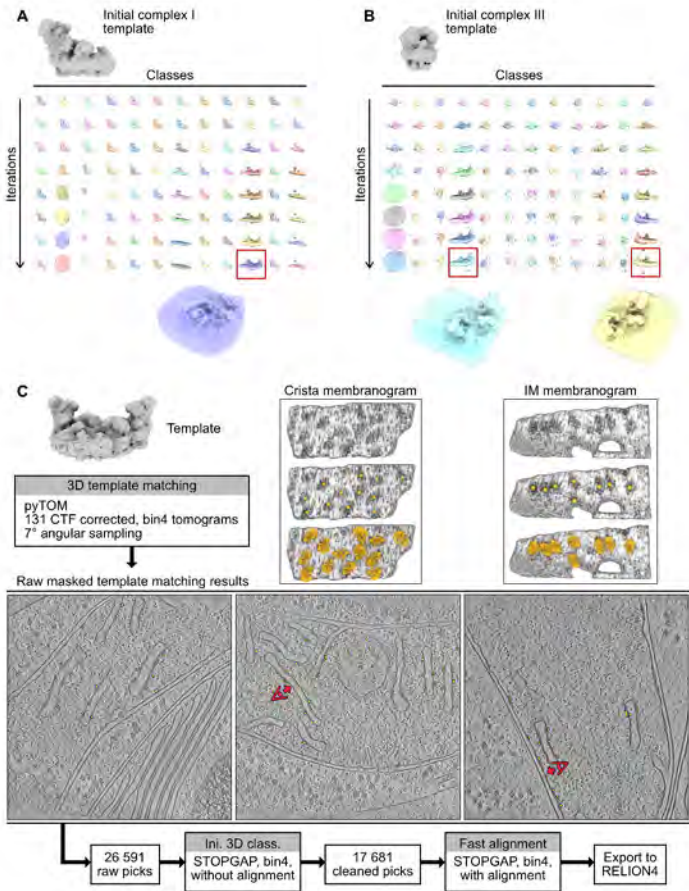 A
Initial complex I
template
Classes
Iterations
B
Initial complex III
template
Classes
Iterations
C
Template
3D template matching
pyTOM
131 CTF corrected, bin4 tomograms
7° angular sampling
Raw masked template matching results
Crista membranogram
IM membranogram
26 591
raw picks
Ini. 3D class.
STOPGAP, bin4,
without alignment
17 681
cleaned picks
Fast alignment
STOPGAP, bin4,
with alignment
Export to
RELION4